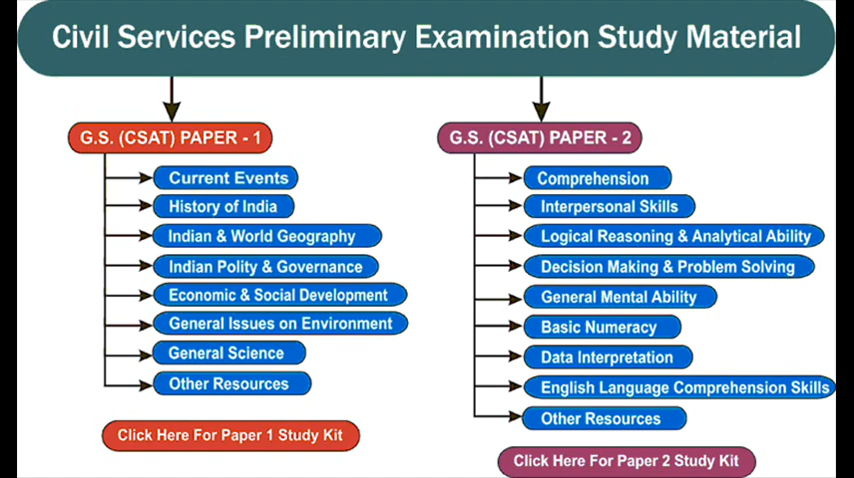 Civil Services Preliminary Examination Study Material
G.S. (CSAT) PAPER - 1
Current Events
History of India
Indian & World Geography
Indian Polity & Governance
Economic & Social Development
General Issues on Environment
General Science
Other Resources
Click Here For Paper 1 Study Kit
G.S. (CSAT) PAPER - 2
Comprehension
Interpersonal Skills
Logical Reasoning & Analytical Ability
Decision Making & Problem Solving
General Mental Ability
Basic Numeracy
Data Interpretation
English Language Comprehension Skills
Other Resources
Click Here For Paper 2 Study Kit